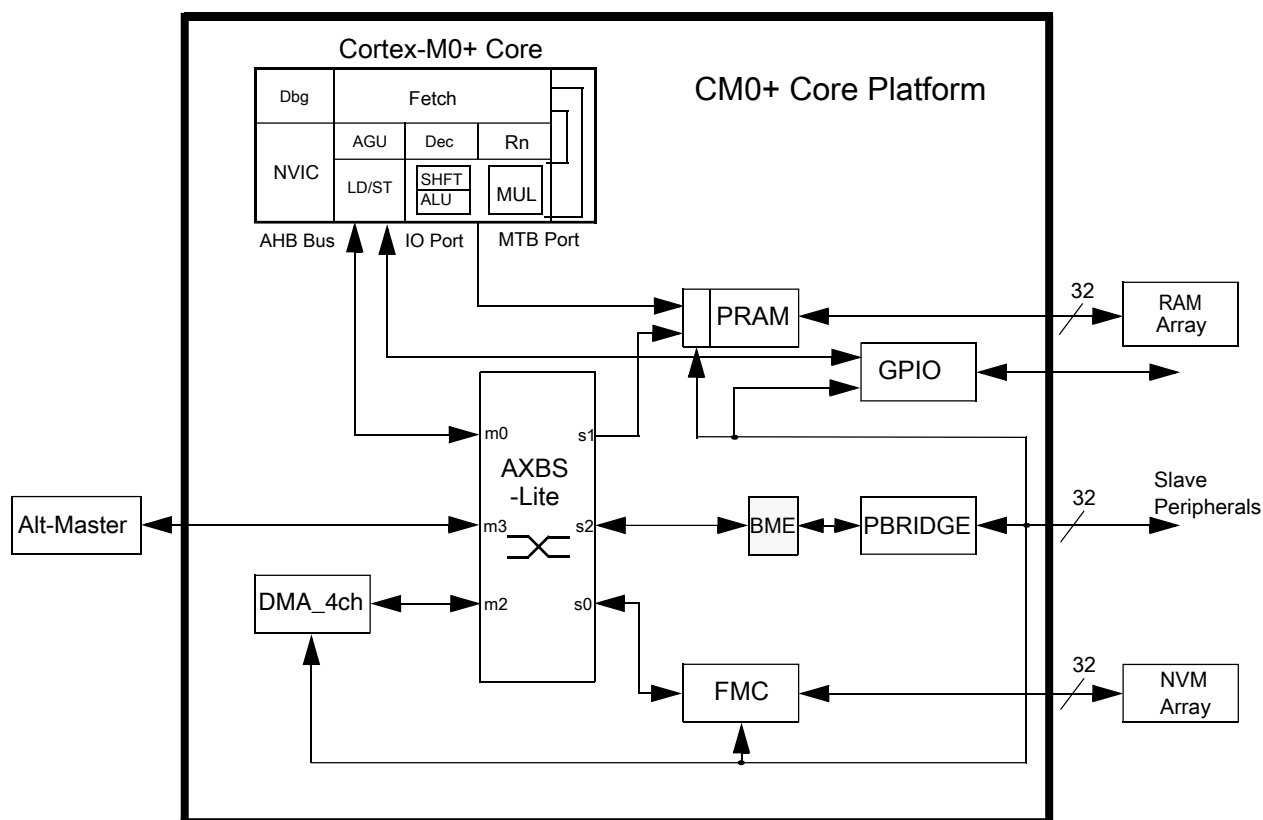 Cortex-M0+ Core
CM0+ Core Platform
Dbg
Fetch
AGU
Dec
Rn
NVIC
LD/ST
SHFT
ALU
MUL
AHB Bus
IO Port
MTB Port
PRAM
32
RAM
Array
GPIO
m0
s1
AXBS
-Lite
Alt-Master
m3
s2
BME
PBRIDGE
32
Slave
Peripherals
DMA_4ch
m2
s0
FMC
32
NVM
Array